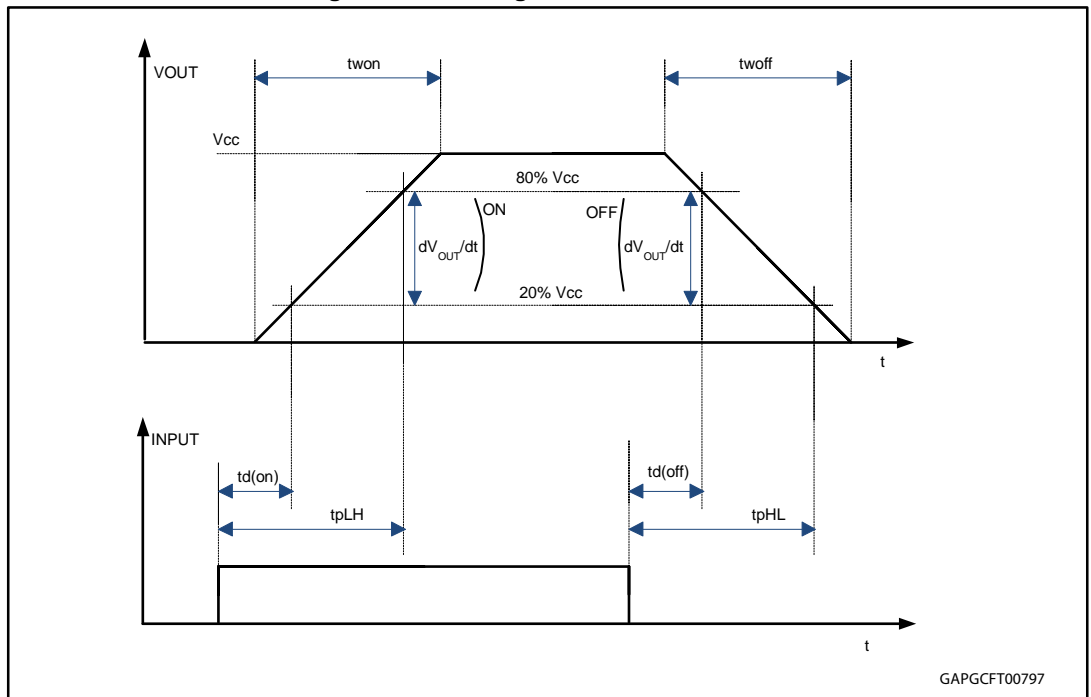 VOUT
twon
twoff
Vcc
80% Vcc
ON
OFF
dVOUT/dt
dVOUT/dt
20% Vcc
t
INPUT
td(on)
td(off)
tpLH
tpHL
t
GAPGCFT00797